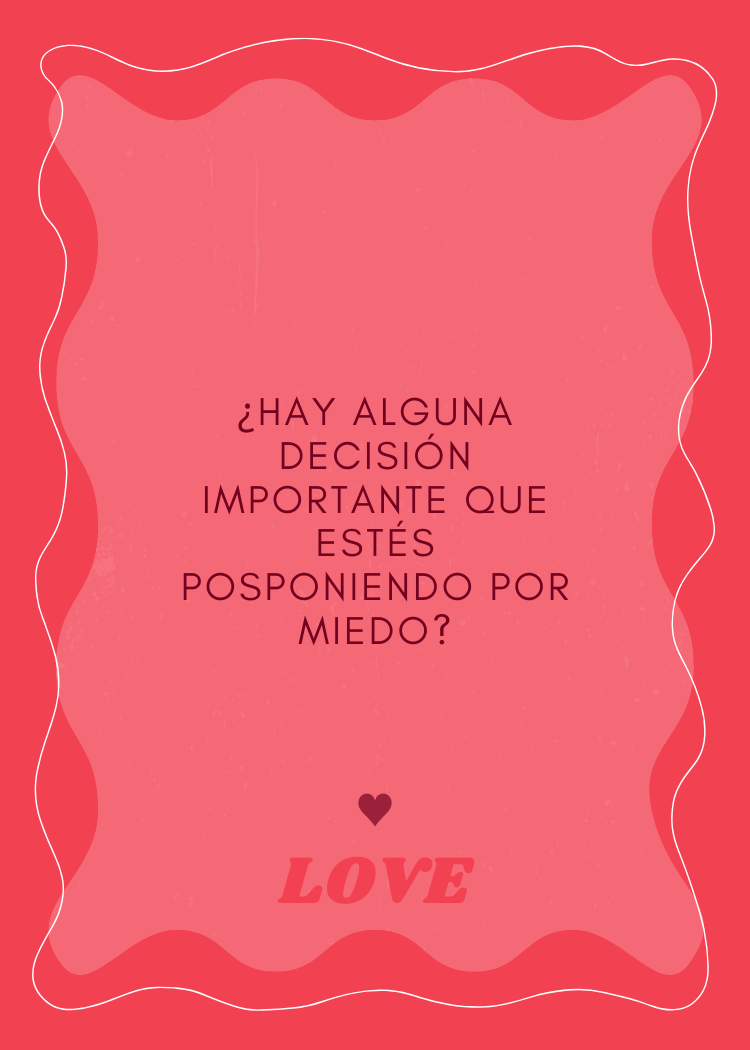 ¿HAY ALGUNA
DECISIÓN
IMPORTANTE QUE
ESTÉS
POSPONIENDO POR
MIEDO?
LOVE